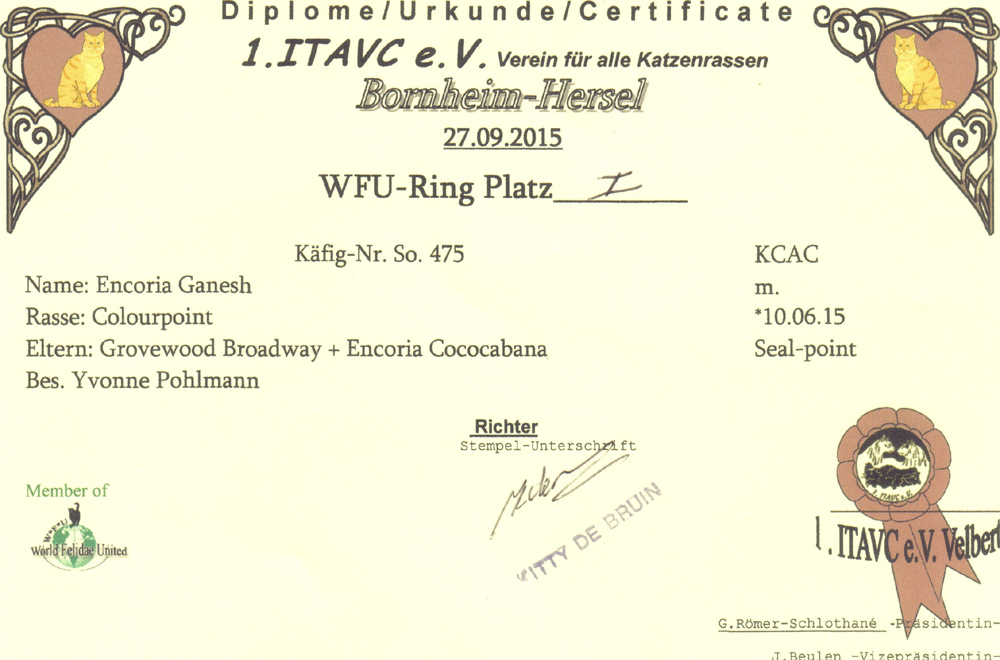 Diplome/Urkunde/Certificate
1.ITAVC e.V. Verein für alle Katzenrassen
Bornheim-Hersel
27.09.2015
WFU-Ring Platz I
Käfig-Nr. So. 475 KCAC
Name: Encoria Ganesh m.
Rasse: Colourpoint *10.06.15
Eltern: Grovewood Broadway + Encoria Cococabana Seal-point
Bes. Yvonne Pohlmann
Richter
Stempel-Unterschrift
KITTY DE BRUIN
Member of
W•F•U
World Felidae United
1. ITAVC e.V.
1. ITAVC e.V. Velbert
G.Römer-Schlothané -Präsidentin-
J.Beulen -Vizepräsidentin-